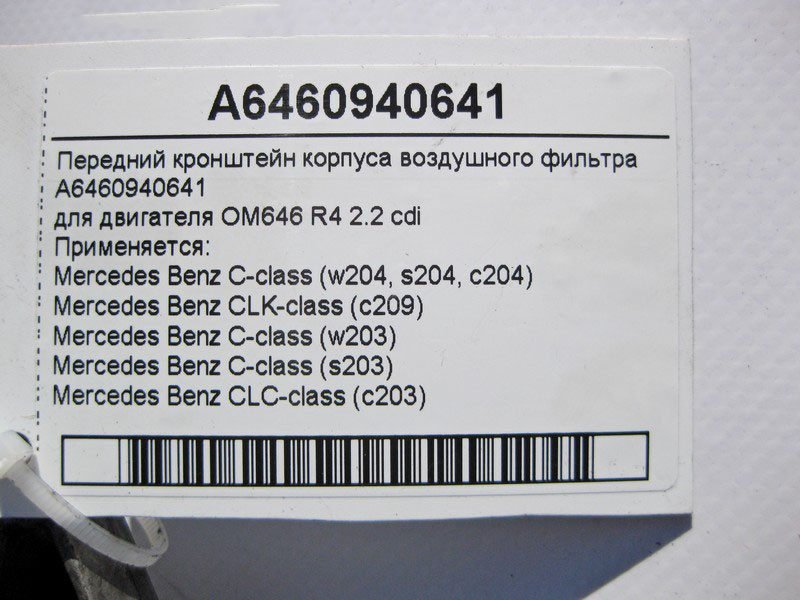 A6460940641
Передний кронштейн корпуса воздушного фильтра
A6460940641
для двигателя OM646 R4 2.2 cdi
Применяется:
Mercedes Benz C-class (w204, s204, c204)
Mercedes Benz CLK-class (c209)
Mercedes Benz C-class (w203)
Mercedes Benz C-class (s203)
Mercedes Benz CLC-class (c203)